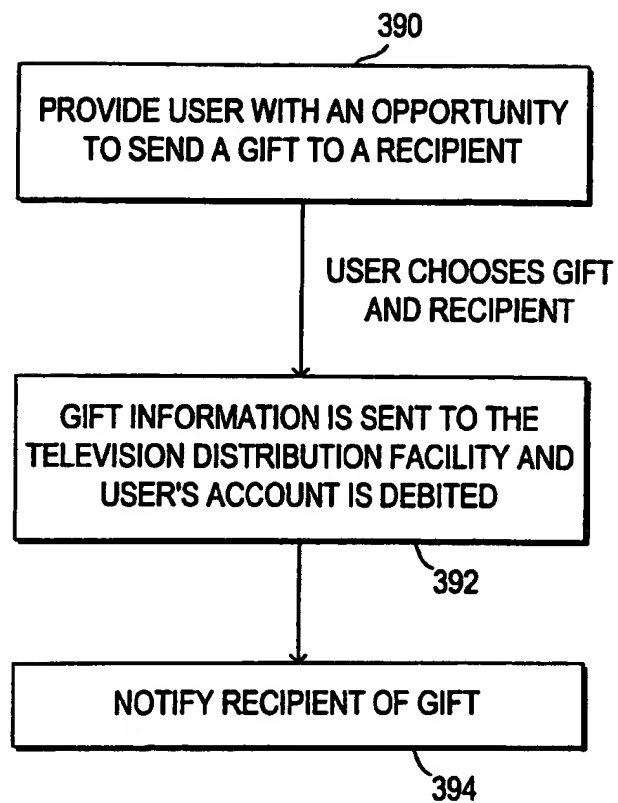 390
PROVIDE USER WITH AN OPPORTUNITY
TO SEND A GIFT TO A RECIPIENT
USER CHOOSES GIFT
AND RECIPIENT
GIFT INFORMATION IS SENT TO THE
TELEVISION DISTRIBUTION FACILITY AND
USER'S ACCOUNT IS DEBITED
392
NOTIFY RECIPIENT OF GIFT
394